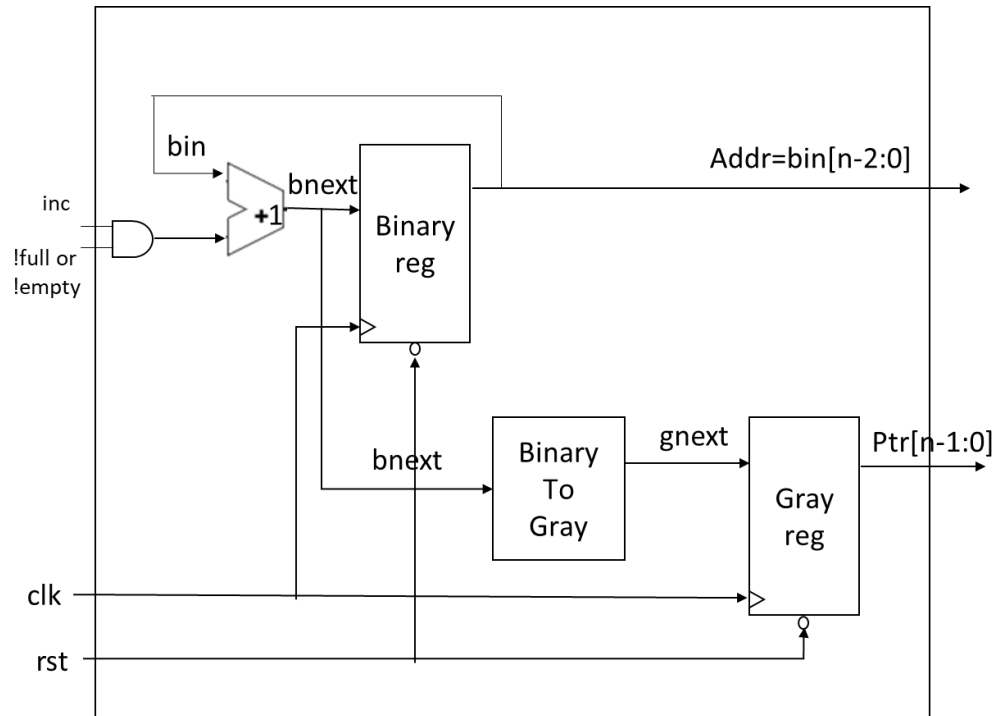 bin
Addr=bin[n-2:0]
bnext
inc
+1
Binary
reg
!full or
!empty
bnext
Binary
To
Gray
gnext
Ptr[n-1:0]
Gray
reg
clk
rst